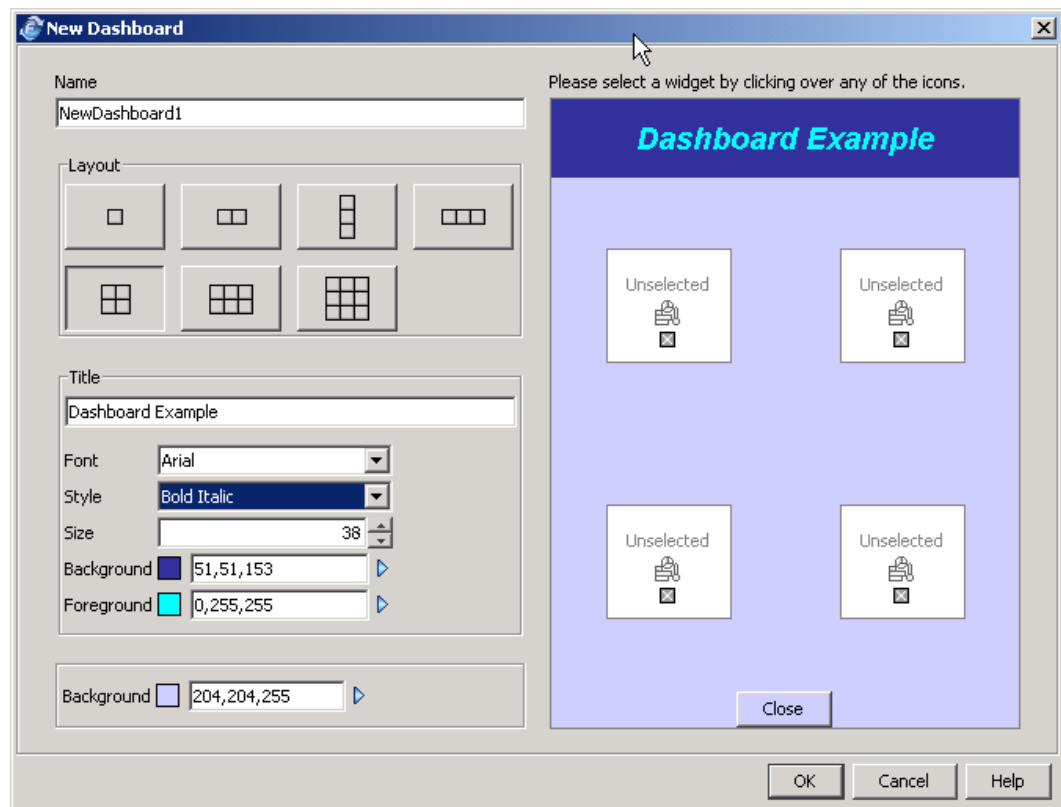 New Dashboard
Name
NewDashboard1
Layout
Title
Dashboard Example
Font Arial
Style Bold Italic
Size 38
Background 51,51,153
Foreground 0,255,255
Background 204,204,255
Please select a widget by clicking over any of the icons.
Dashboard Example
Unselected Unselected
Unselected Unselected
Close
OK Cancel Help